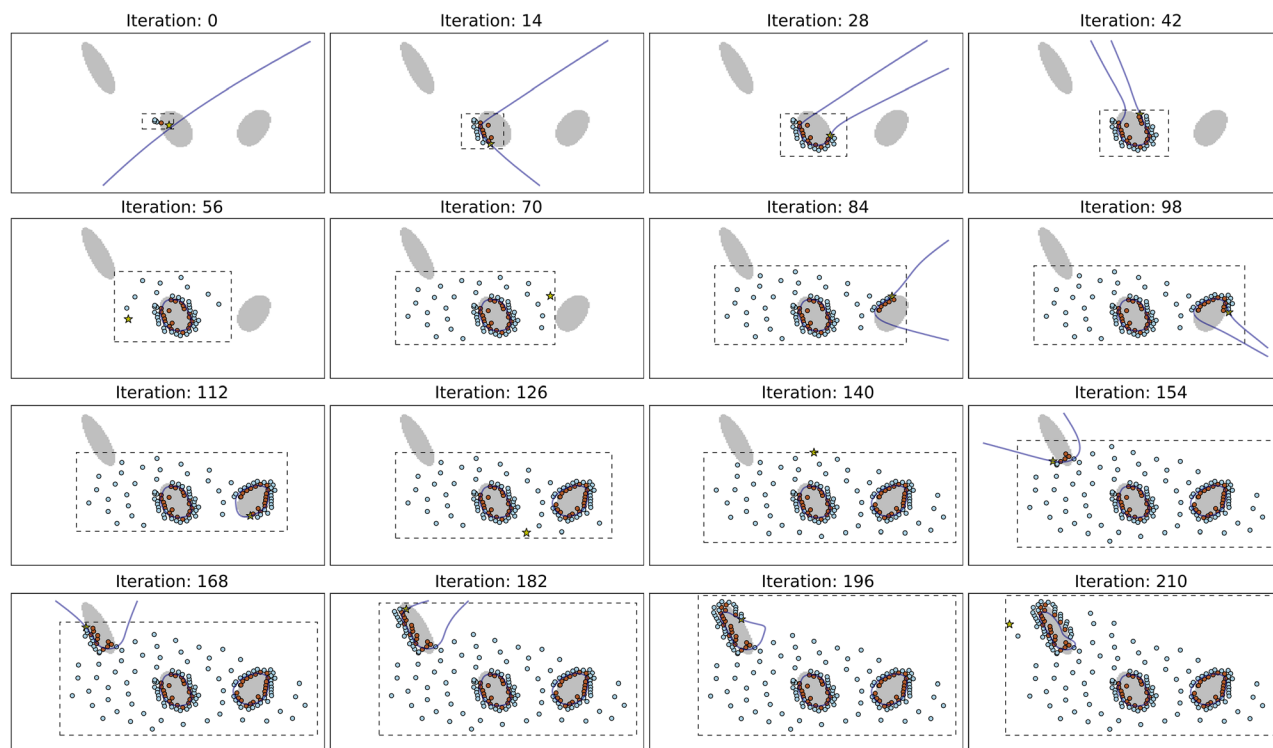 Iteration: 0
Iteration: 14
Iteration: 28
Iteration: 42
Iteration: 56
Iteration: 70
Iteration: 84
Iteration: 98
Iteration: 112
Iteration: 126
Iteration: 140
Iteration: 154
Iteration: 168
Iteration: 182
Iteration: 196
Iteration: 210